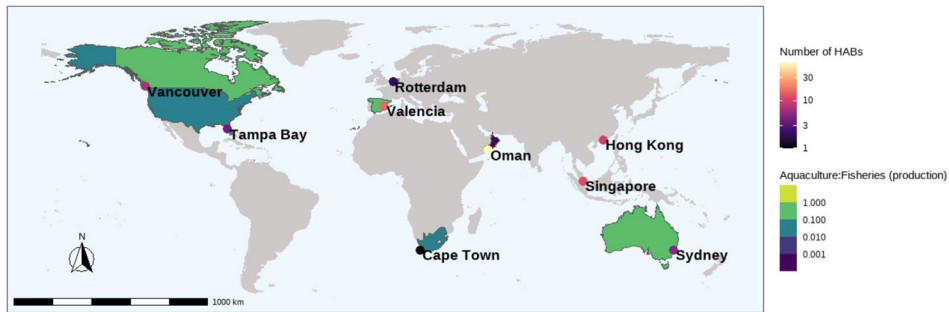 Number of HABs
30
10
3
1
Aquaculture:Fisheries (production)
1.000
0.100
0.010
0.001
Vancouver
Rotterdam
Valencia
Tampa Bay
Hong Kong
Oman
Singapore
Cape Town
Sydney
N
1000 km